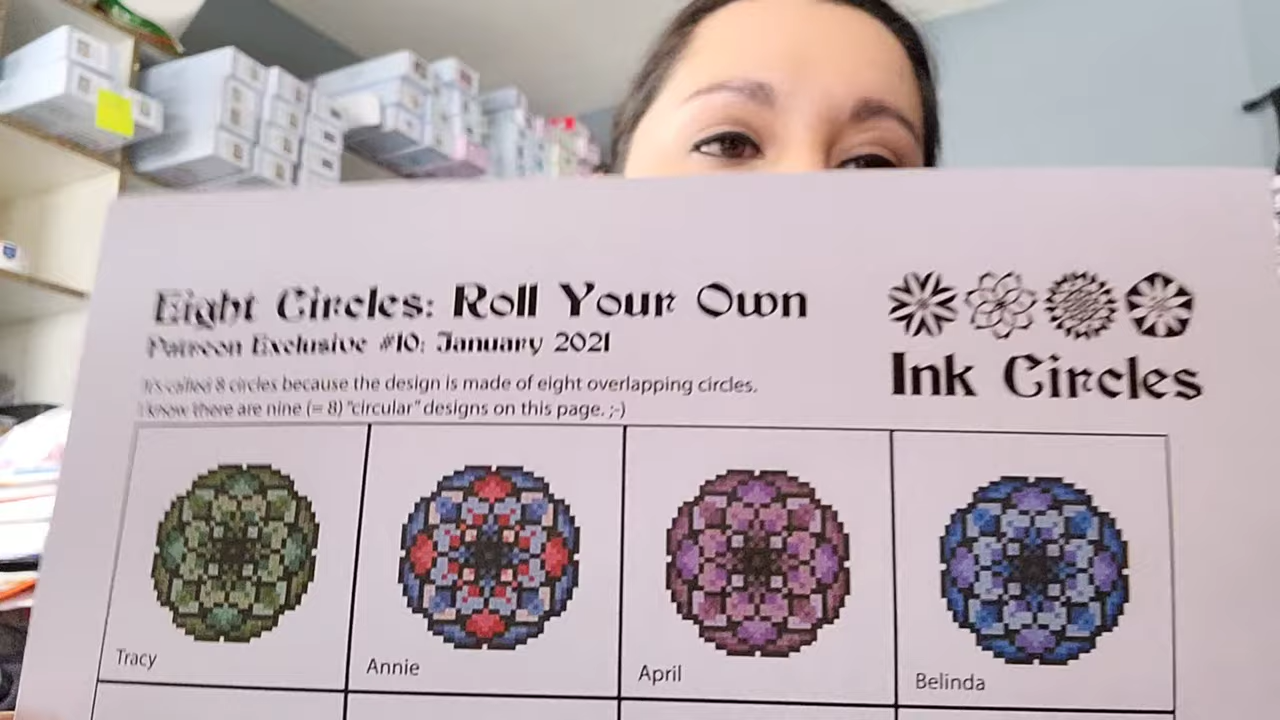 Eight Circles: Roll Your Own
Patreon Exclusive #10: January 2021
It's called 8 circles because the design is made of eight overlapping circles.
I know there are nine (= 8) "circular" designs on this page. ;-)
Ink Circles
Tracy
Annie
April
Belinda